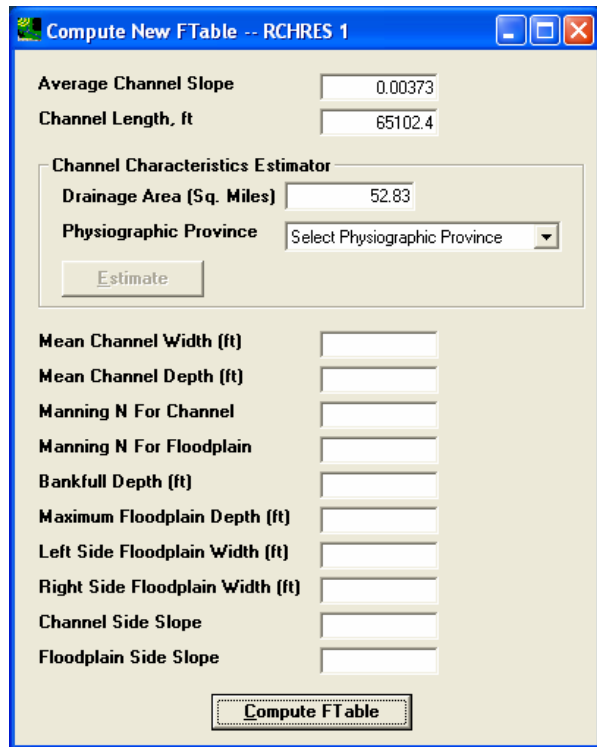 Compute New FTable -- RCHRES 1
Average Channel Slope 0.00373
Channel Length, ft 65102.4
Channel Characteristics Estimator
Drainage Area (Sq. Miles) 52.83
Physiographic Province Select Physiographic Province
Estimate
Mean Channel Width (ft)
Mean Channel Depth (ft)
Manning N For Channel
Manning N For Floodplain
Bankfull Depth (ft)
Maximum Floodplain Depth (ft)
Left Side Floodplain Width (ft)
Right Side Floodplain Width (ft)
Channel Side Slope
Floodplain Side Slope
Compute FTable